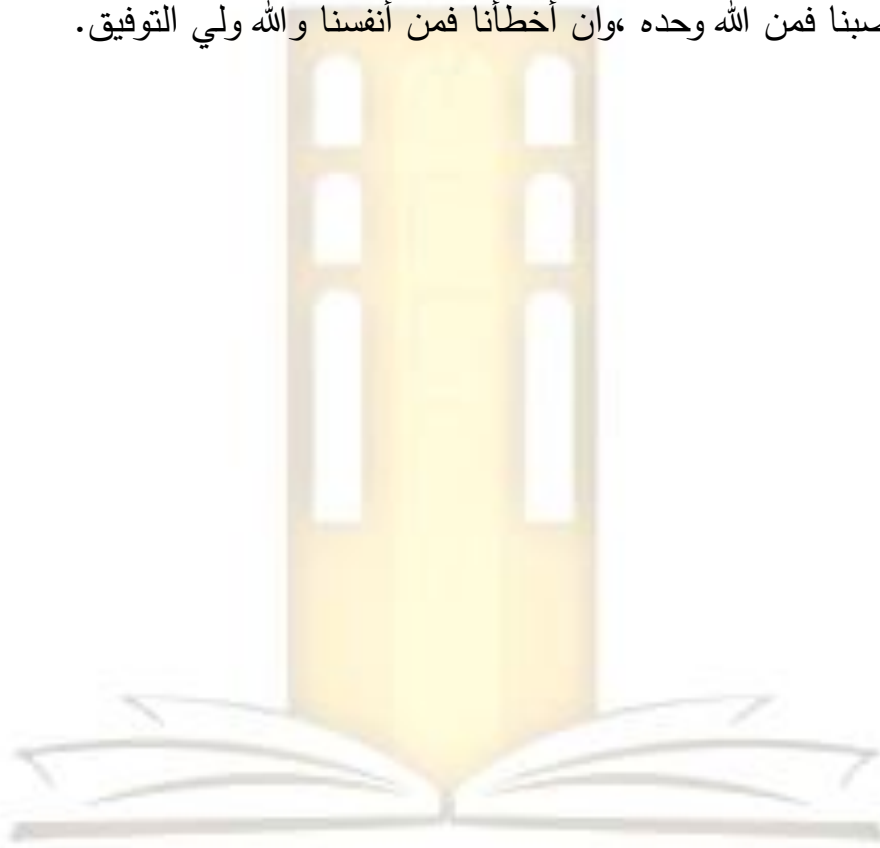 صبنا فمن الله وحده ،وان أخطأنا فمن أنفسنا والله ولي التوفيق.